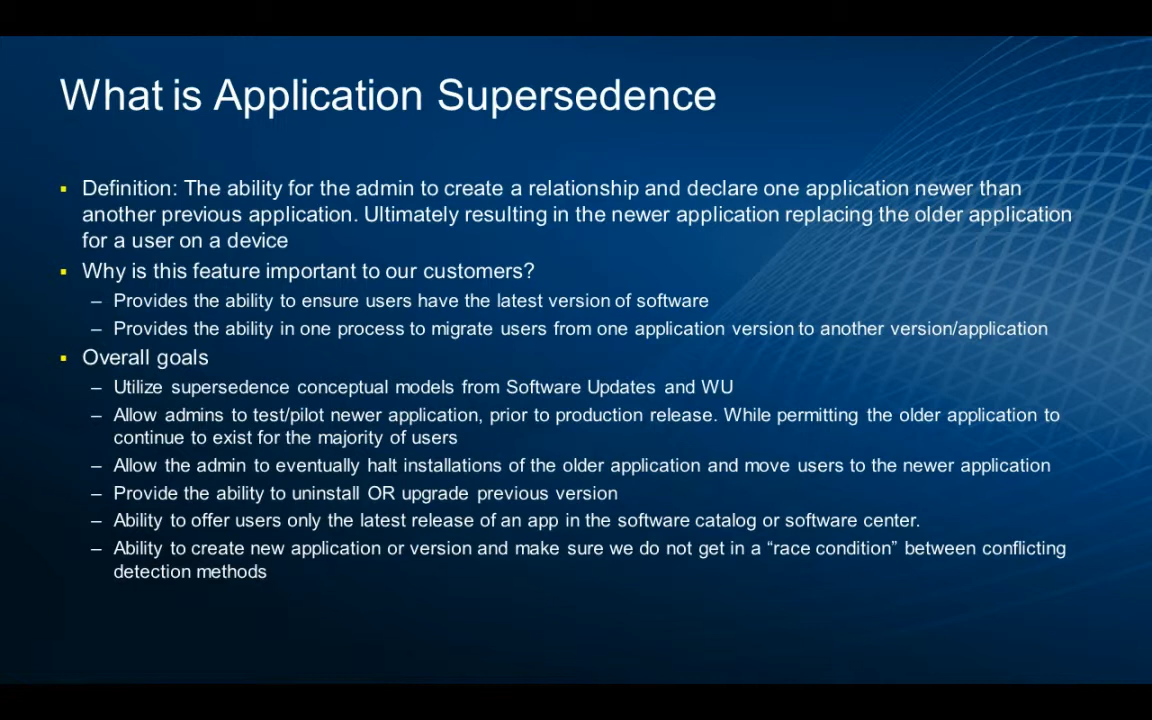 What is Application Supersedence
▪ Definition: The ability for the admin to create a relationship and declare one application newer than
another previous application. Ultimately resulting in the newer application replacing the older application
for a user on a device
▪ Why is this feature important to our customers?
– Provides the ability to ensure users have the latest version of software
– Provides the ability in one process to migrate users from one application version to another version/application
▪ Overall goals
– Utilize supersedence conceptual models from Software Updates and WU
– Allow admins to test/pilot newer application, prior to production release. While permitting the older application to
continue to exist for the majority of users
– Allow the admin to eventually halt installations of the older application and move users to the newer application
– Provide the ability to uninstall OR upgrade previous version
– Ability to offer users only the latest release of an app in the software catalog or software center.
– Ability to create new application or version and make sure we do not get in a “race condition” between conflicting
detection methods